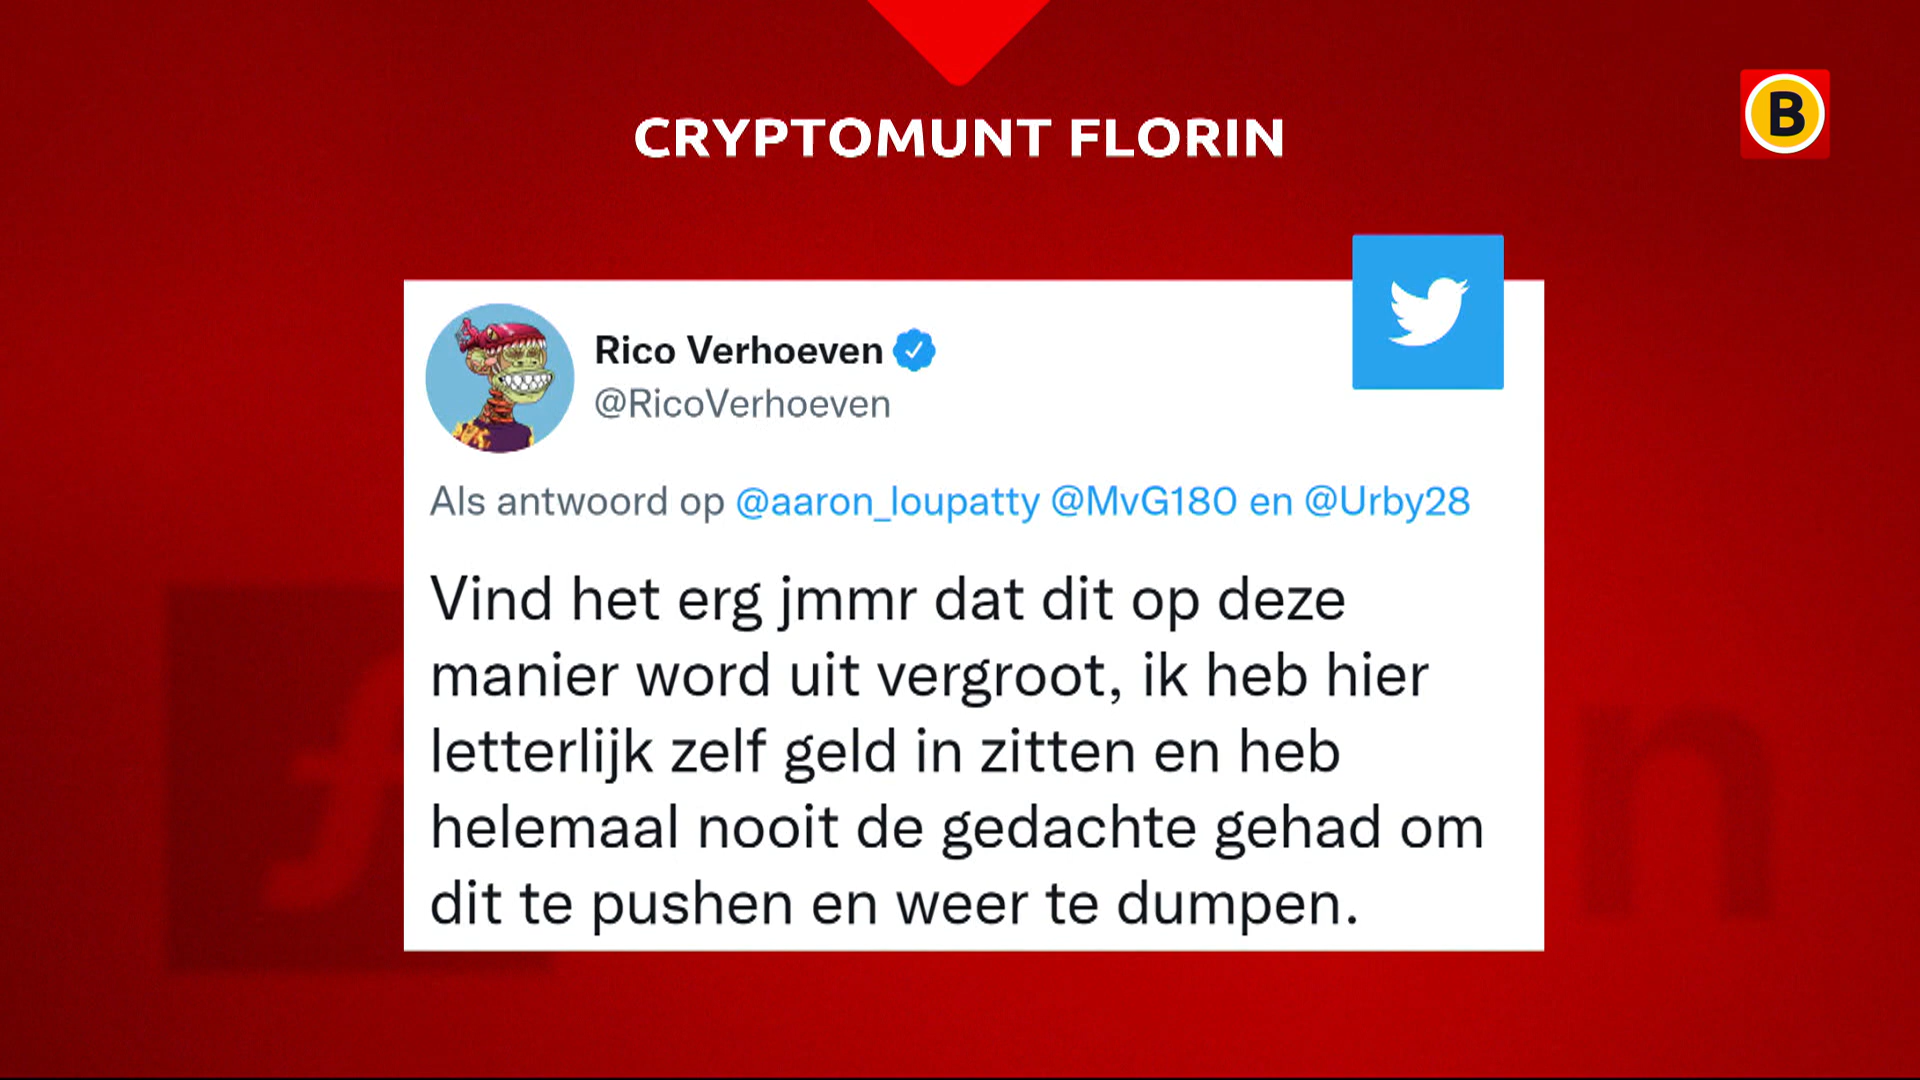 CRYPTOMUNT FLORIN
B
Rico Verhoeven
@RicoVerhoeven
Als antwoord op @aaron_loupatty @MvG180 en @Urby28
Vind het erg jmmr dat dit op deze
manier word uit vergroot, ik heb hier
letterlijk zelf geld in zitten en heb
helemaal nooit de gedachte gehad om
dit te pushen en weer te dumpen.
f
n